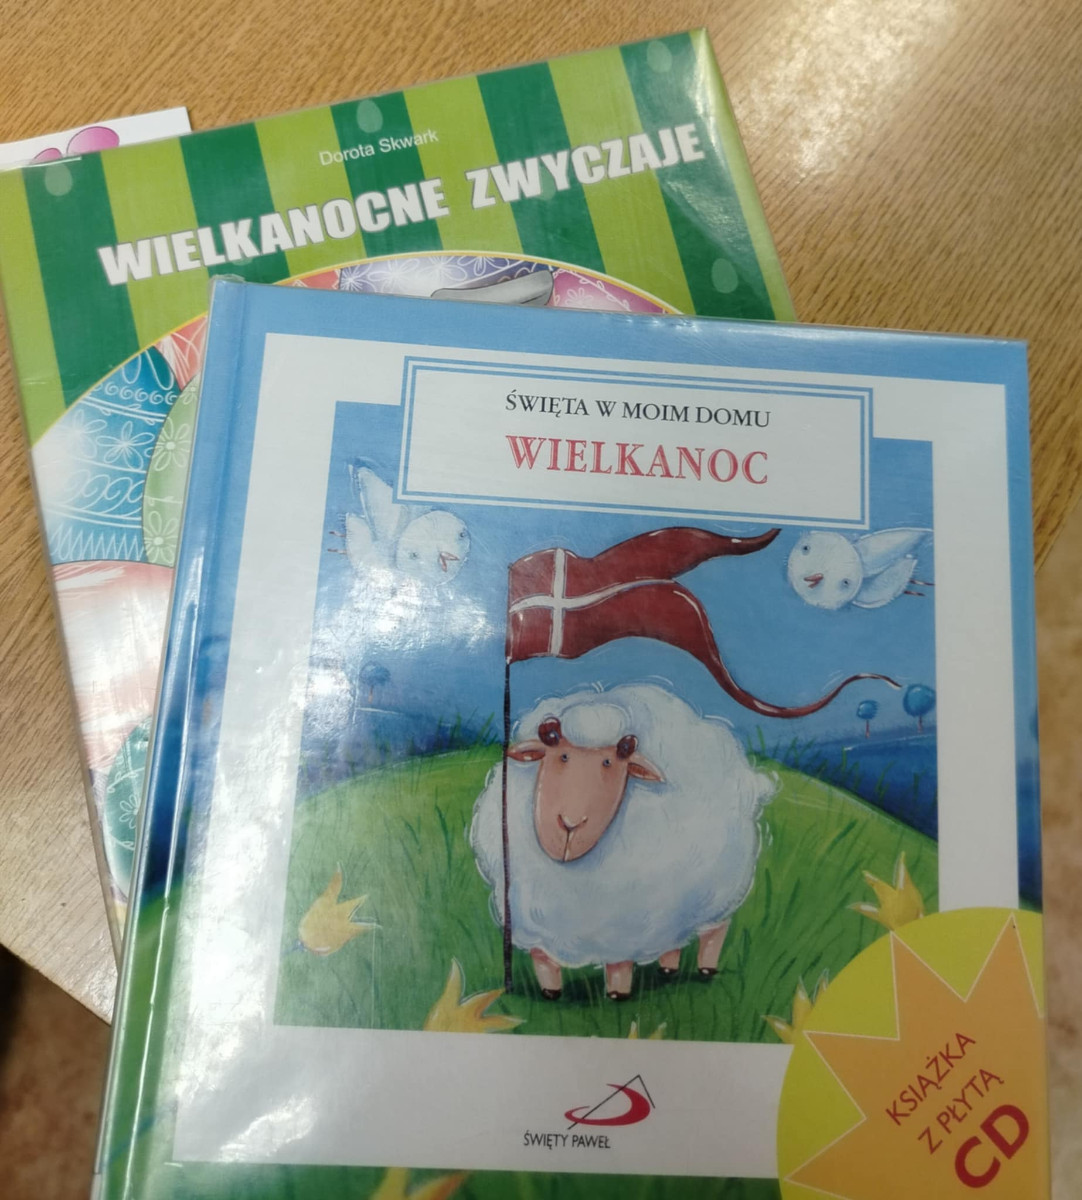 Dorota Skwark
WIELKANOCNE ZWYCZAJE
ŚWIĘTA W MOIM DOMU
WIELKANOC
ŚWIĘTY PAWEŁ
KSIĄŻKA
Z PŁYTĄ
CD